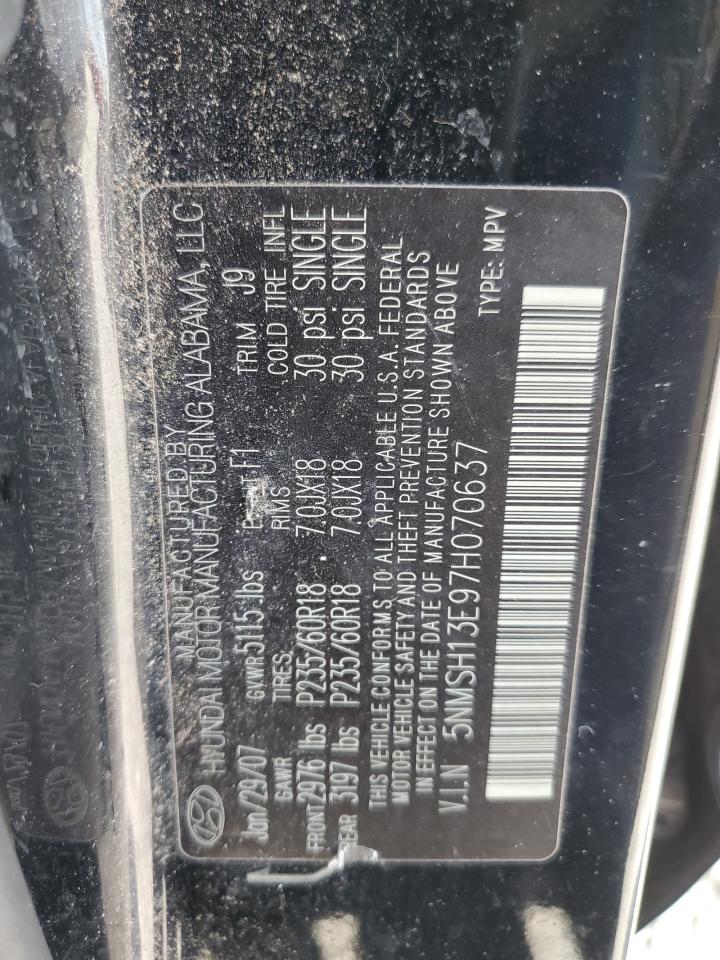 MANUFACTURED BY
HYUNDAI MOTOR MANUFACTURING ALABAMA, LLC
Jan/29/07 GVWR 5115 lbs Paint F1 TRIM J9
GAWR TIRES RIMS COLD TIRE INFL
FRONT 2976 lbs P235/60R18 7.0JX18 30 psi SINGLE
REAR 3197 lbs P235/60R18 7.0JX18 30 psi SINGLE
THIS VEHICLE CONFORMS TO ALL APPLICABLE U.S.A. FEDERAL
MOTOR VEHICLE SAFETY AND THEFT PREVENTION STANDARDS
IN EFFECT ON THE DATE OF MANUFACTURE SHOWN ABOVE
V.I.N 5NMSH13E97H070637 TYPE: MPV